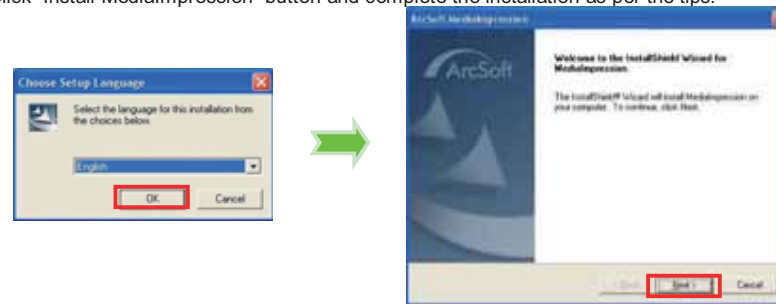 click "Install MediaImpression" button and complete the installation as per the tips.
Choose Setup Language
Select the language for this installation from
the choices below.
English
OK
Cancel
ArcSoft MediaImpression
ArcSoft
Welcome to the InstallShield Wizard for
MediaImpression
The InstallShield® Wizard will install MediaImpression on
your computer. To continue, click Next.
Next >
Cancel